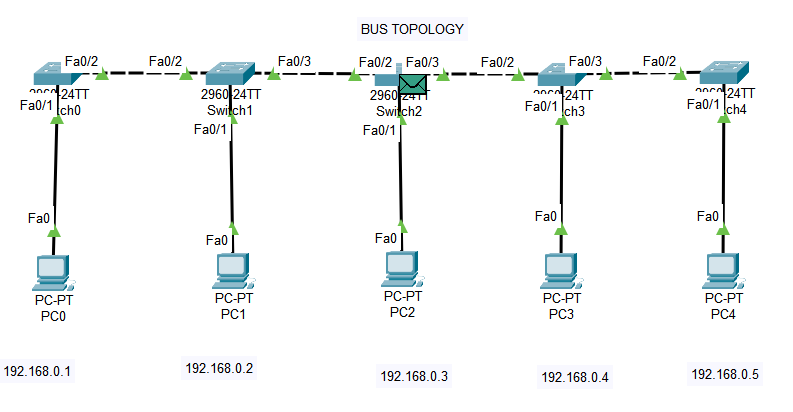 BUS TOPOLOGY
Fa0/2 Fa0/2 Fa0/3 Fa0/2 Fa0/3 Fa0/2 Fa0/3 Fa0/2
2960-24TT 2960-24TT 2960-24TT 2960-24TT 2960-24TT
Switch1 Switch2
Fa0/1 Fa0/1 Fa0/1 Fa0/1 Fa0/1
Fa0 Fa0 Fa0 Fa0 Fa0
PC-PT PC-PT PC-PT PC-PT PC-PT
PC0 PC1 PC2 PC3 PC4
192.168.0.1 192.168.0.2 192.168.0.3 192.168.0.4 192.168.0.5